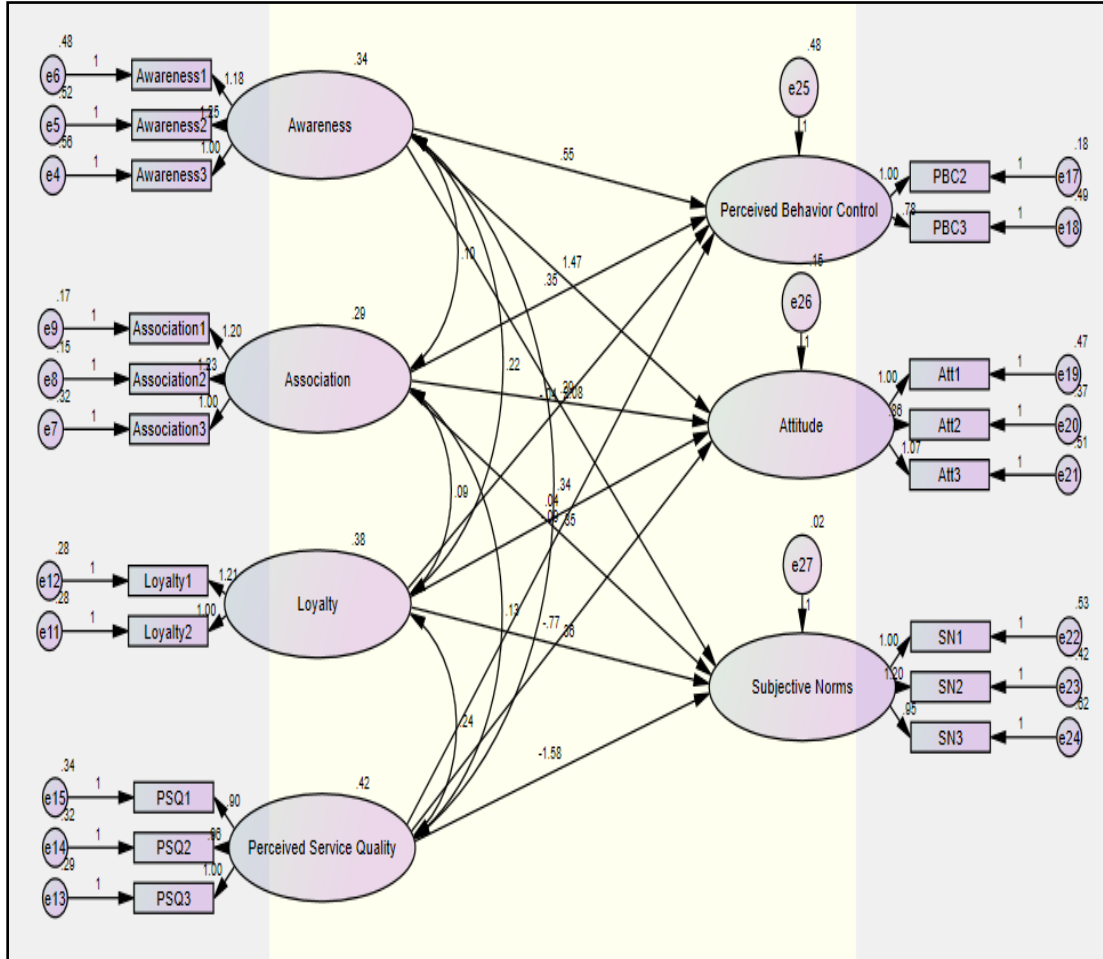 .48
e6
1
Awareness1
1.18
.52
e5
1
Awareness2
1.25
.56
e4
1
Awareness3
1.00
.34
Awareness
.17
e9
1
Association1
1.20
.15
e8
1
Association2
1.23
.32
e7
1
Association3
1.00
.29
Association
.28
e12
1
Loyalty1
1.21
.28
e11
1
Loyalty2
1.00
.38
Loyalty
.34
e15
1
PSQ1
.90
.32
e14
1
PSQ2
.29
e13
1
PSQ3
1.00
.42
Perceived Service Quality
.55
.10
1.47
.35
.22
-.04
.09
.34
.04
.13
-.77
.24
-1.58
.48
e25
1
Perceived Behavior Control
1.00
PBC2
1
.18
e17
.78
PBC3
1
.49
e18
.15
e26
1
Attitude
1.00
Att1
1
.47
e19
.86
Att2
1
.37
e20
1.07
Att3
1
.51
e21
.02
e27
1
Subjective Norms
1.00
SN1
1
.53
e22
1.20
SN2
1
.42
e23
.95
SN3
1
.52
e24